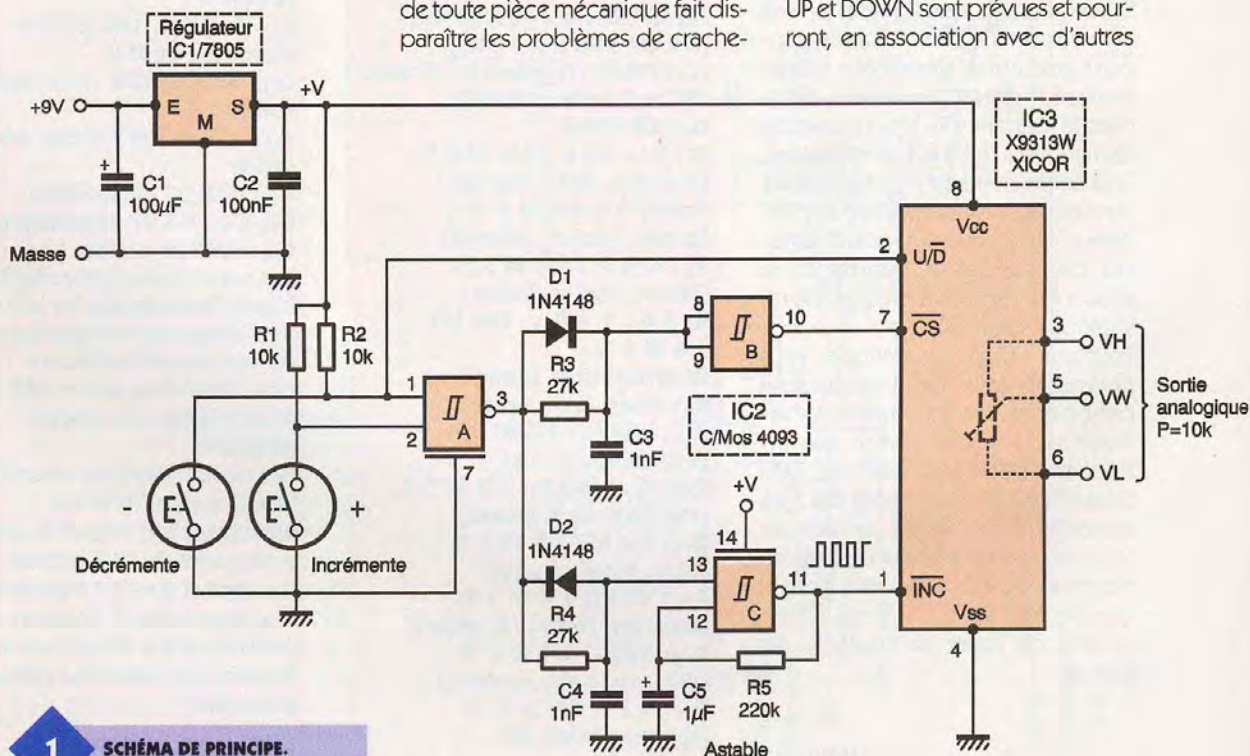 de toute pièce mécanique fait dis-
paraître les problèmes de crache-
UP et DOWN sont prévues et pour-
ront, en association avec d'autres
Régulateur
IC1/7805
+9V
E
S
M
+V
+
C1
100µF
C2
100nF
Masse
IC3
X9313W
XICOR
8
Vcc
2
U/D̅
7
C̅S̅
1
I̅N̅C̅
Vss
4
3
VH
5
VW
6
VL
Sortie
analogique
P=10k
R1
10k
R2
10k
-
+
Décrémente
Incrémente
1
2
A
3
7
D1
1N4148
R3
27k
C3
1nF
8
9
B
10
IC2
C/Mos 4093
D2
1N4148
R4
27k
C4
1nF
+V
14
13
12
C
11
+
C5
1µF
R5
220k
Astable
1
SCHÉMA DE PRINCIPE.